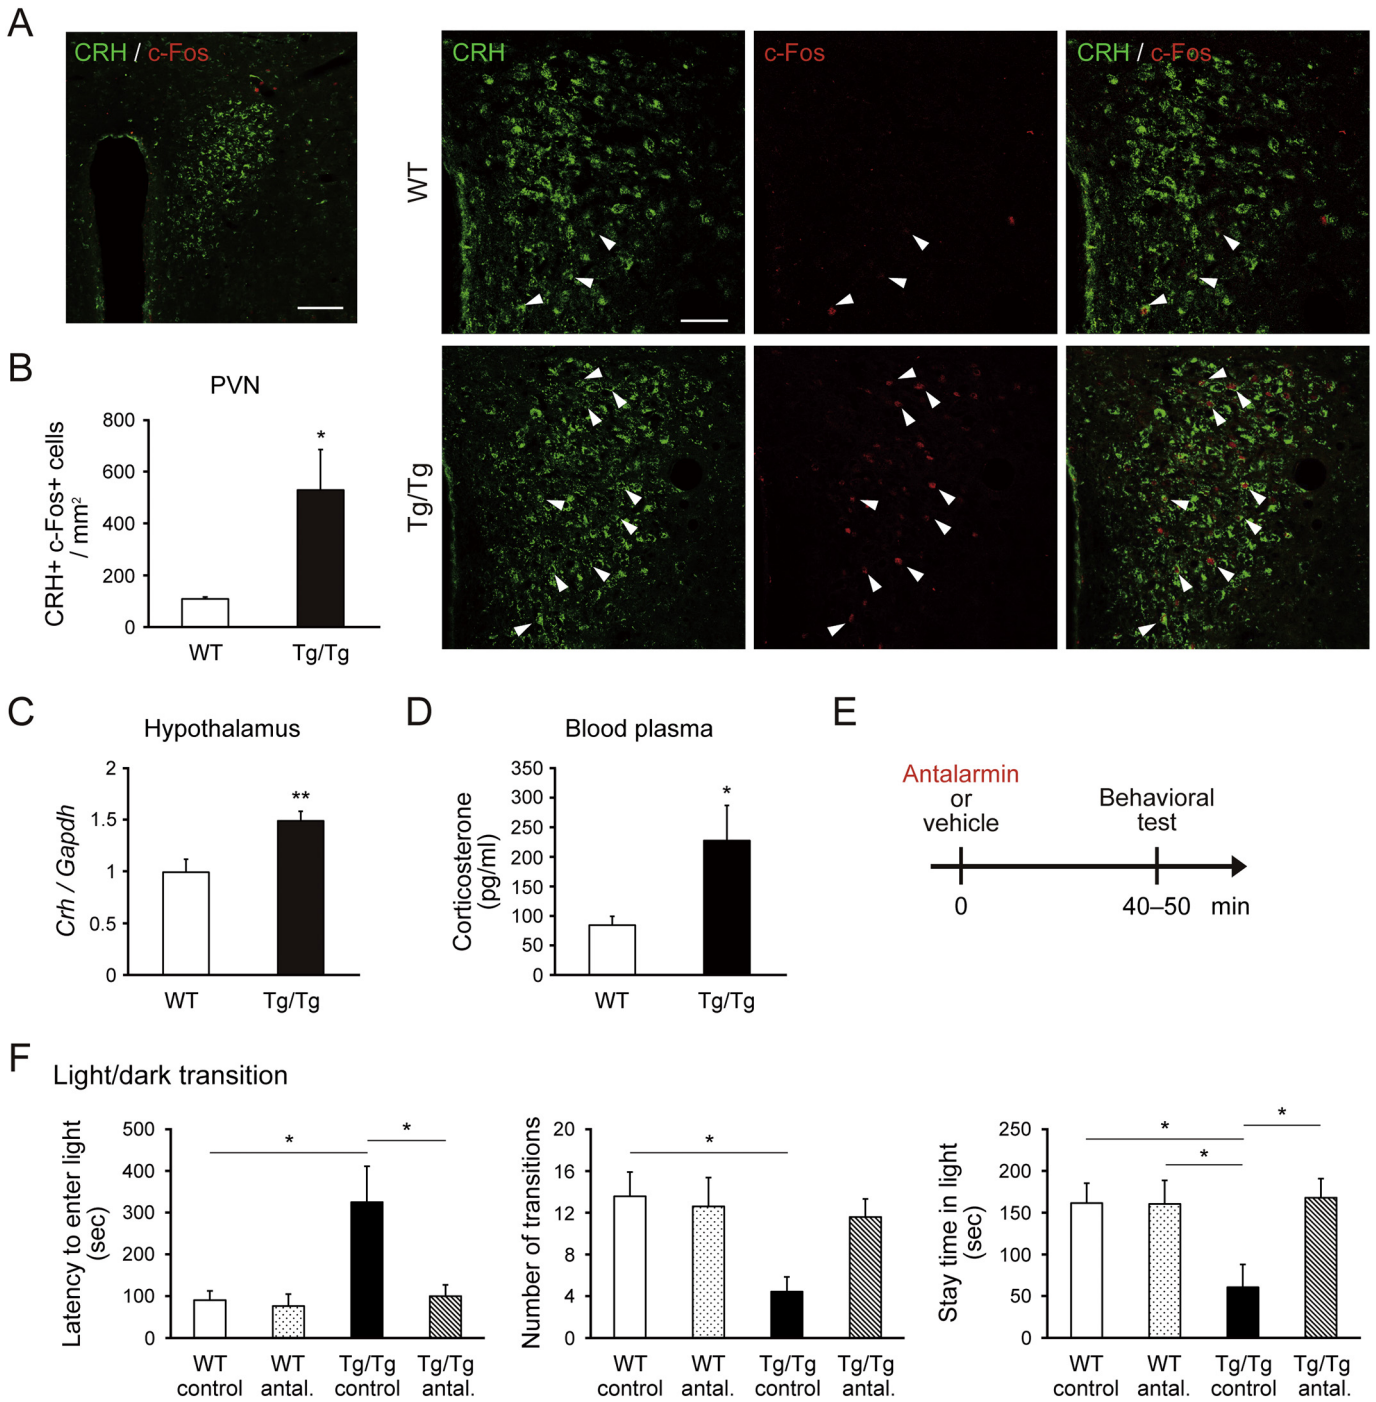 A
CRH / c-Fos
CRH
c-Fos
CRH / c-Fos
WT
Tg/Tg
B
PVN
CRH+ c-Fos+ cells
/ mm²
800
600
400
200
0
*
WT
Tg/Tg
C
Hypothalamus
Crh / Gapdh
2
1.5
1
0.5
0
**
WT
Tg/Tg
D
Blood plasma
Corticosterone
(pg/ml)
350
300
250
200
150
100
50
0
*
WT
Tg/Tg
E
Antalarmin
or
vehicle
Behavioral
test
0
40–50
min
F
Light/dark transition
Latency to enter light
(sec)
500
400
300
200
100
0
*
*
WT
control
WT
antal.
Tg/Tg
control
Tg/Tg
antal.
Number of transitions
20
16
12
8
4
0
*
WT
control
WT
antal.
Tg/Tg
control
Tg/Tg
antal.
Stay time in light
(sec)
250
200
150
100
50
0
*
*
*
WT
control
WT
antal.
Tg/Tg
control
Tg/Tg
antal.